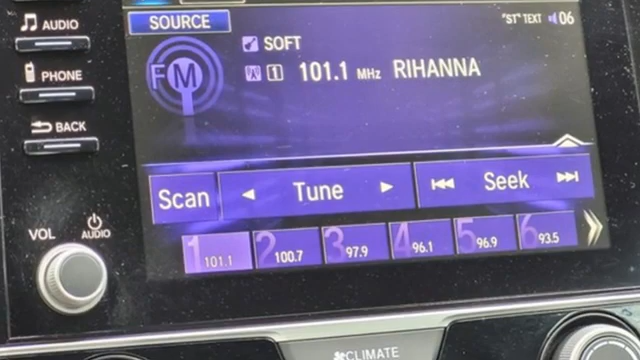 AUDIO
PHONE
BACK
VOL
AUDIO
SOURCE
"ST" TEXT 06
FM
SOFT
1 101.1 MHz RIHANNA
Scan Tune Seek
1 101.1 2 100.7 3 97.9 4 96.1 5 96.9 6 93.5
CLIMATE